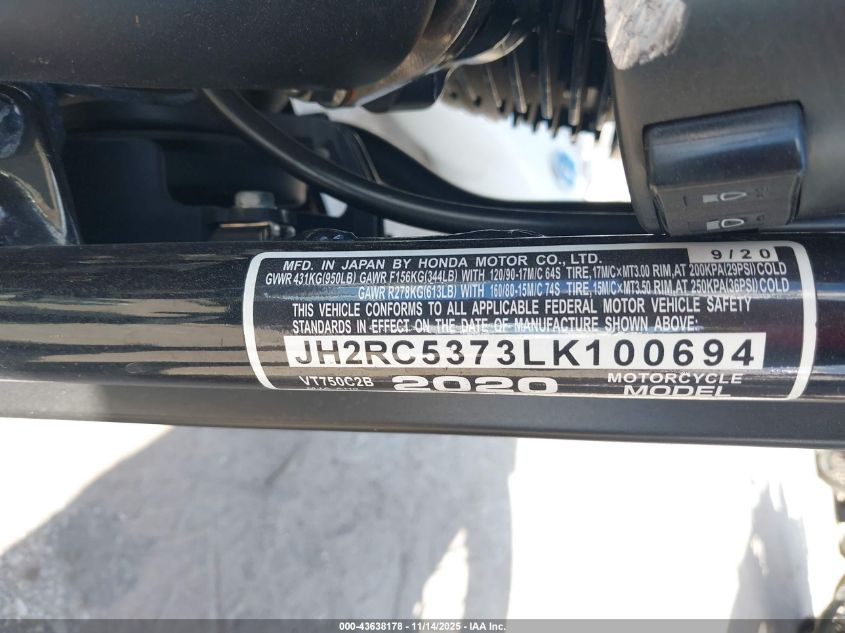 9/20
MFD. IN JAPAN BY HONDA MOTOR CO., LTD.
GVWR 431KG(950LB) GAWR F156KG(344LB) WITH 120/90-17M/C 64S TIRE, 17M/C×MT3.00 RIM, AT 200KPA(29PSI) COLD
GAWR R278KG(613LB) WITH 160/80-15M/C 74S TIRE, 15M/C×MT3.50 RIM, AT 250KPA(36PSI) COLD
THIS VEHICLE CONFORMS TO ALL APPLICABLE FEDERAL MOTOR VEHICLE SAFETY
STANDARDS IN EFFECT ON THE DATE OF MANUFACTURE SHOWN ABOVE:
JH2RC5373LK100694
VT750C2B 2020 MOTORCYCLE
MODEL
000-43638178 • 11/14/2025 • IAA Inc.